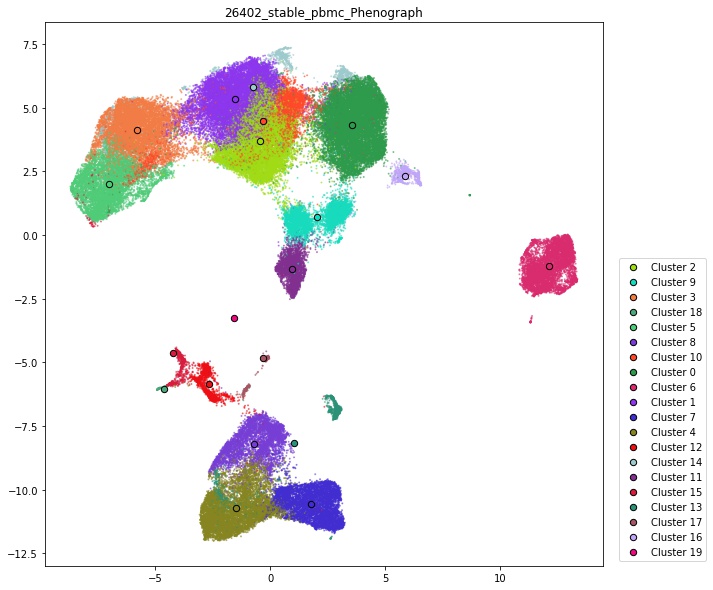 26402_stable_pbmc_Phenograph
7.5
5.0
2.5
0.0
−2.5
−5.0
−7.5
−10.0
−12.5
−5
0
5
10
Cluster 2
Cluster 9
Cluster 3
Cluster 18
Cluster 5
Cluster 8
Cluster 10
Cluster 0
Cluster 6
Cluster 1
Cluster 7
Cluster 4
Cluster 12
Cluster 14
Cluster 11
Cluster 15
Cluster 13
Cluster 17
Cluster 16
Cluster 19